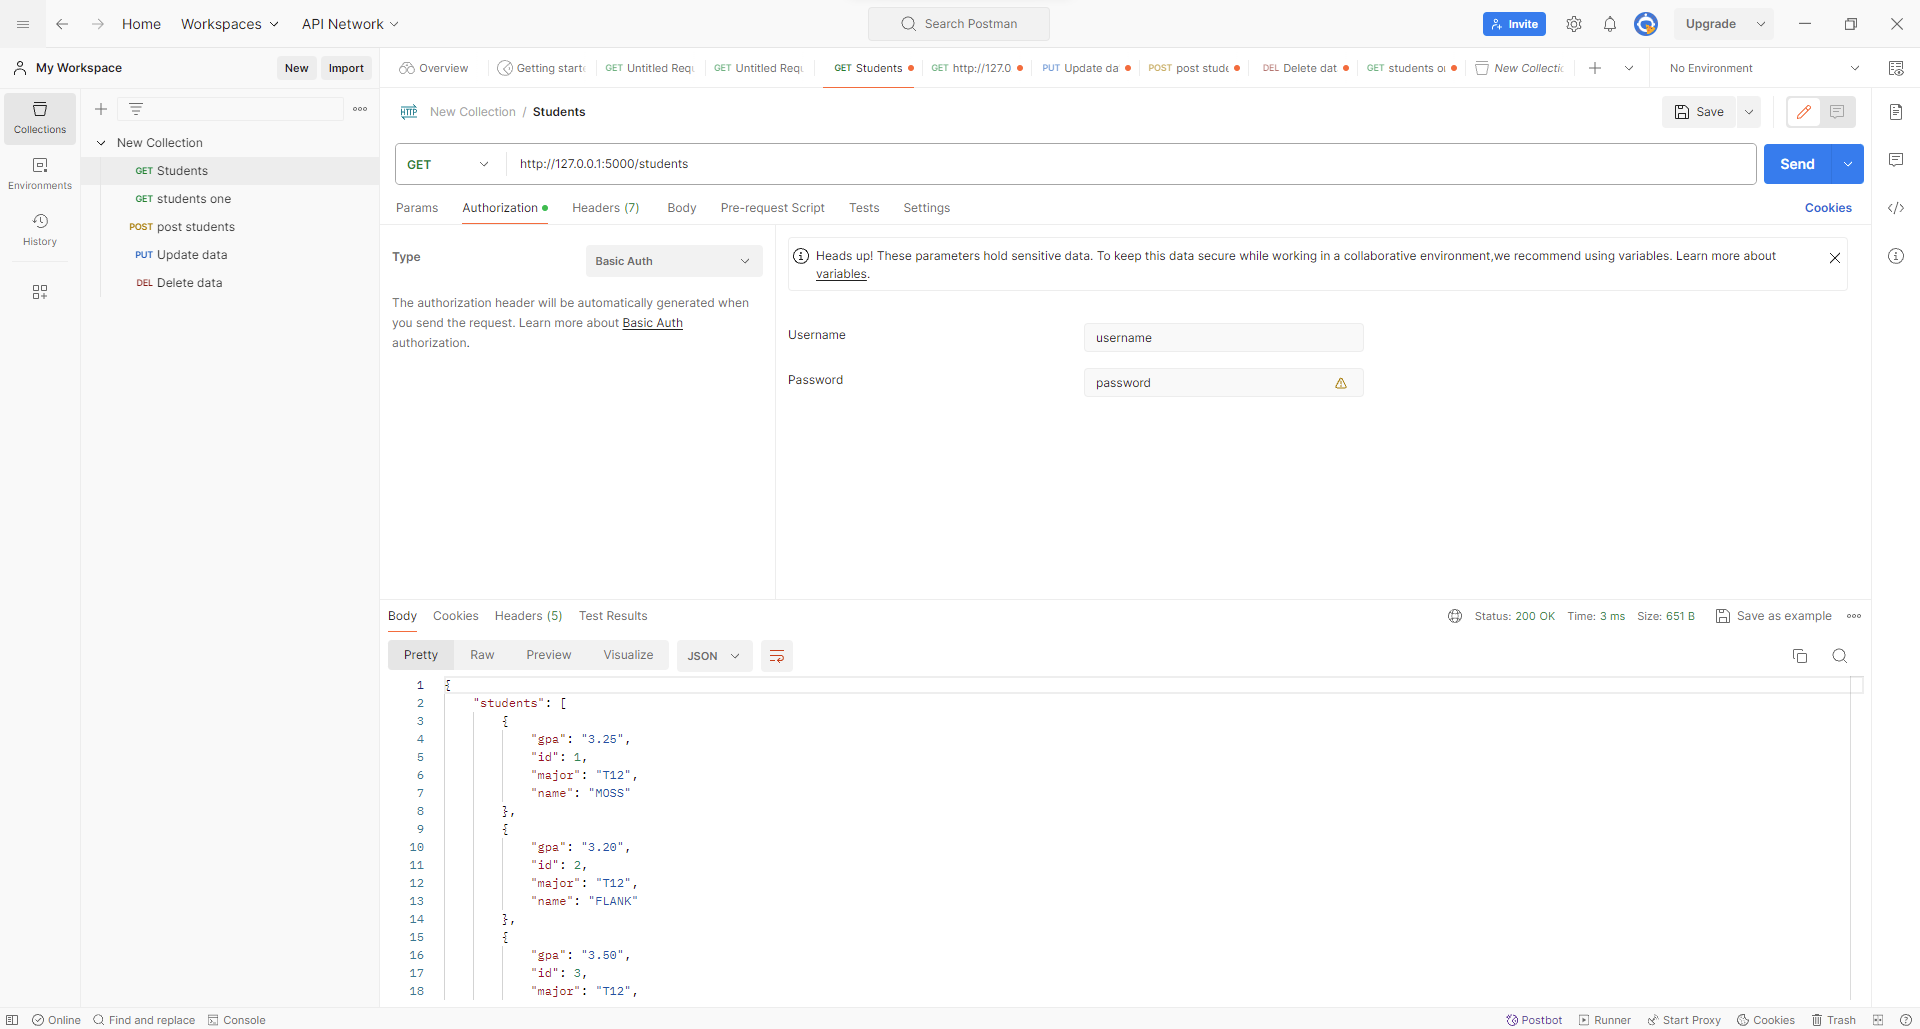 Home Workspaces API Network Search Postman Invite Upgrade
My Workspace New Import
Overview Getting start GET Untitled Requ GET Untitled Requ GET Students GET http://127.0 PUT Update da POST post stude DEL Delete dat GET students o New Collectio No Environment
Collections
Environments
History
New Collection
GET Students
GET students one
POST post students
PUT Update data
DEL Delete data
HTTP New Collection / Students Save
GET http://127.0.0.1:5000/students Send
Params Authorization Headers (7) Body Pre-request Script Tests Settings Cookies
Type Basic Auth
The authorization header will be automatically generated when
you send the request. Learn more about Basic Auth
authorization.
Heads up! These parameters hold sensitive data. To keep this data secure while working in a collaborative environment,we recommend using variables. Learn more about
variables.
Username username
Password password
Body Cookies Headers (5) Test Results Status: 200 OK Time: 3 ms Size: 651 B Save as example
Pretty Raw Preview Visualize JSON
1 {
2 "students": [
3 {
4 "gpa": "3.25",
5 "id": 1,
6 "major": "T12",
7 "name": "MOSS"
8 },
9 {
10 "gpa": "3.20",
11 "id": 2,
12 "major": "T12",
13 "name": "FLANK"
14 },
15 {
16 "gpa": "3.50",
17 "id": 3,
18 "major": "T12",
Online Find and replace Console Postbot Runner Start Proxy Cookies Trash